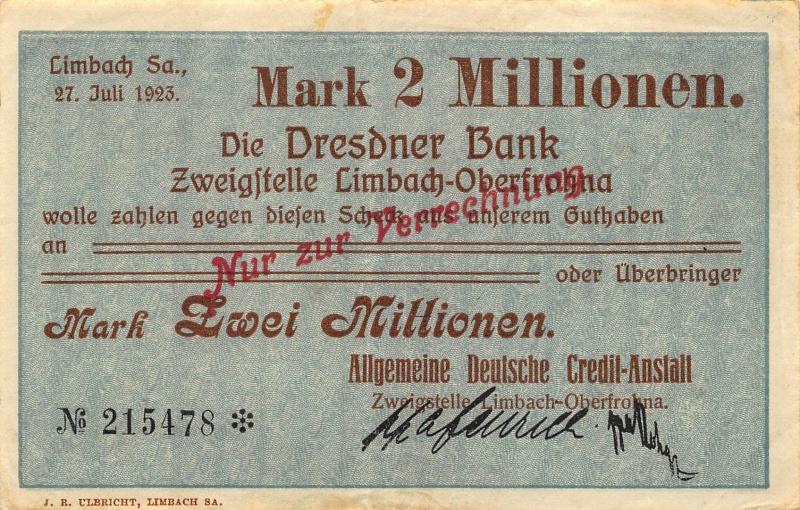 Limbach Sa.,
27. Juli 1923.
Mark 2 Millionen.
Die Dresdner Bank
Zweigstelle Limbach-Oberfrohna
wolle zahlen gegen diesen Scheck aus unserem Guthaben
an
oder Überbringer
Nur zur Verrechnung
Mark Zwei Millionen.
Allgemeine Deutsche Credit-Anstalt
Zweigstelle Limbach-Oberfrohna.
№ 215478 *
J. R. ULBRICHT, LIMBACH SA.